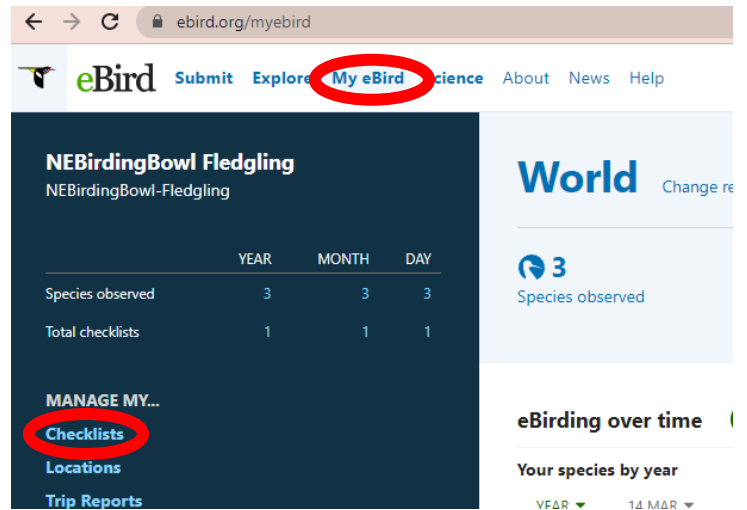 ebird.org/myebird
eBird Submit Explore My eBird Science About News Help
NEBirdingBowl Fledgling
NEBirdingBowl-Fledgling
YEAR MONTH DAY
Species observed 3 3 3
Total checklists 1 1 1
MANAGE MY...
Checklists
Locations
Trip Reports
World Change re
3
Species observed
eBirding over time
Your species by year
YEAR 14 MAR